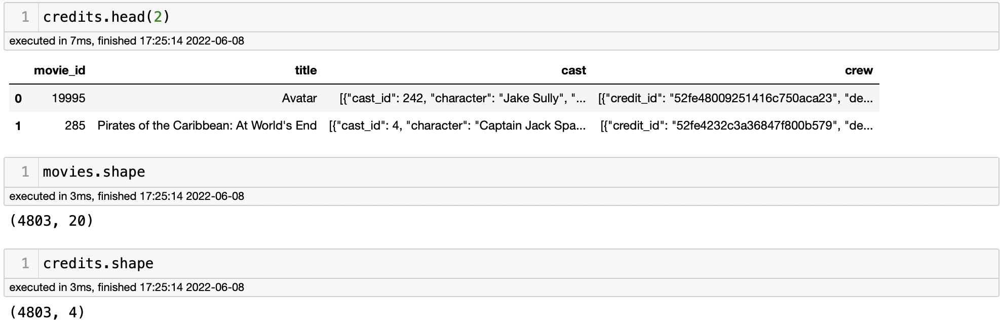 1 credits.head(2)
executed in 7ms, finished 17:25:14 2022-06-08
movie_id title cast crew
0 19995 Avatar [{"cast_id": 242, "character": "Jake Sully", "... [{"credit_id": "52fe48009251416c750aca23", "de...
1 285 Pirates of the Caribbean: At World's End [{"cast_id": 4, "character": "Captain Jack Spa... [{"credit_id": "52fe4232c3a36847f800b579", "de...
1 movies.shape
executed in 3ms, finished 17:25:14 2022-06-08
(4803, 20)
1 credits.shape
executed in 3ms, finished 17:25:14 2022-06-08
(4803, 4)